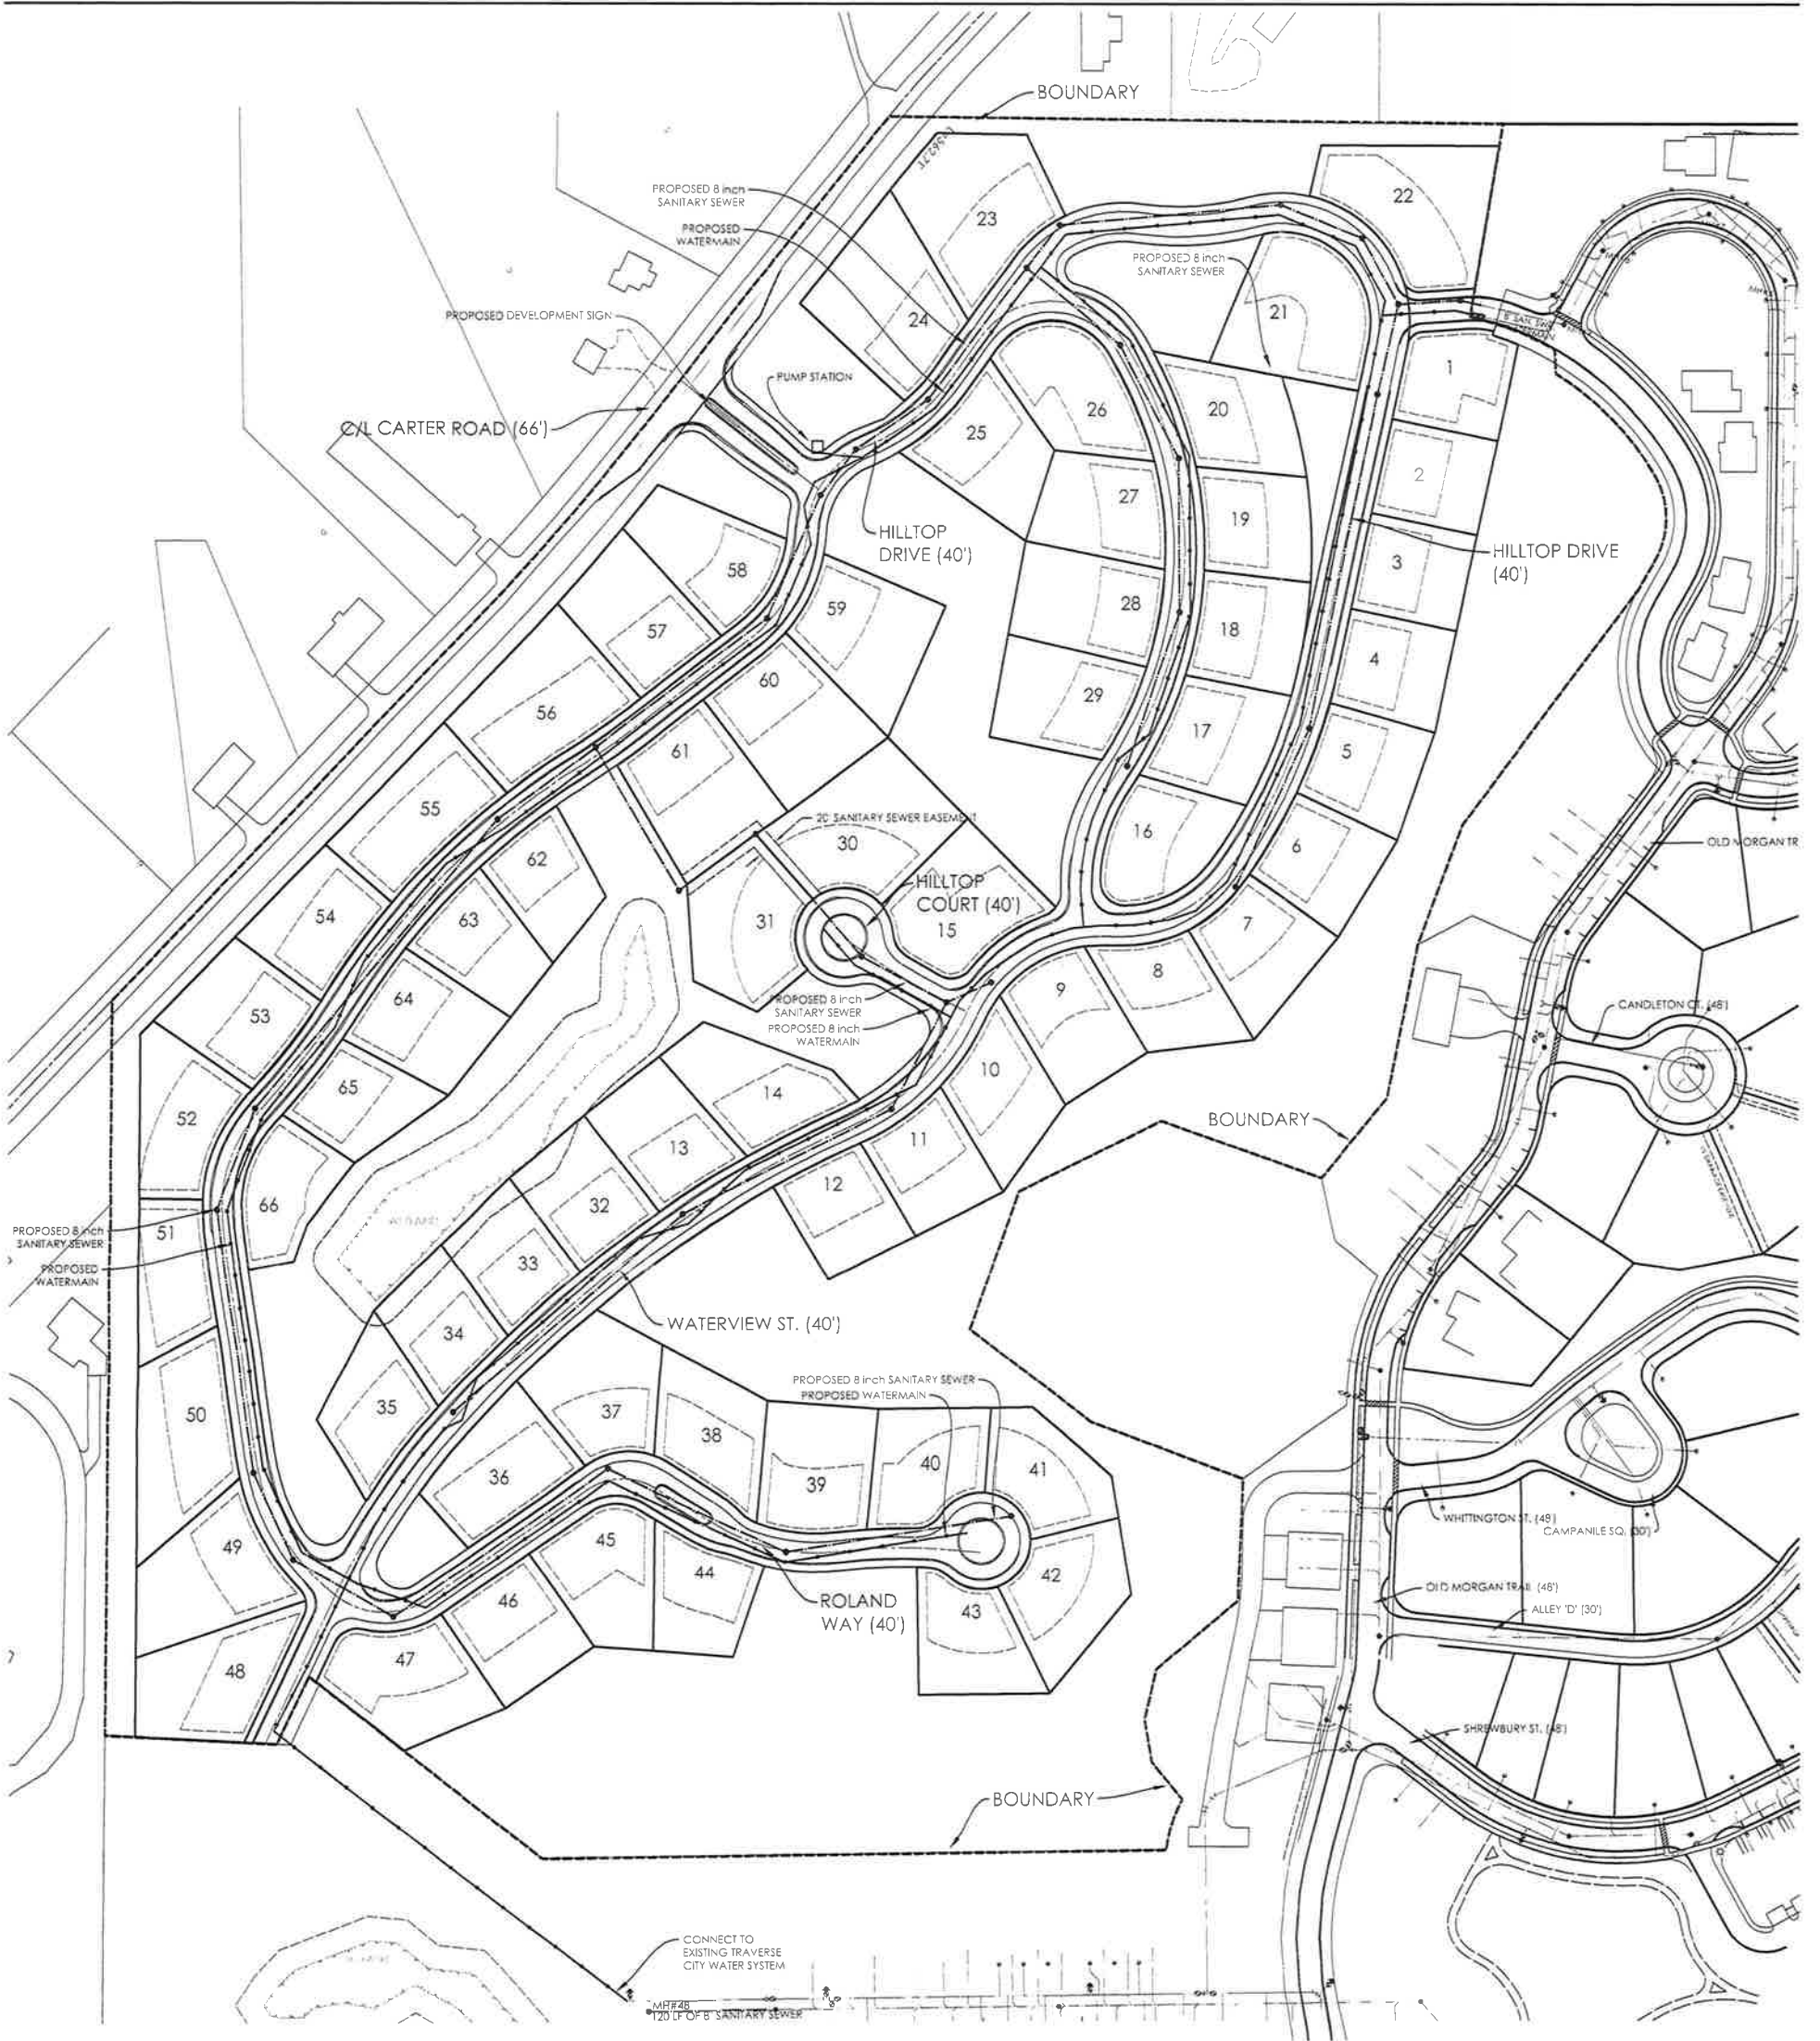 BOUNDARY
PROPOSED 8 inch
SANITARY SEWER
PROPOSED
WATERMAIN
23
22
PROPOSED 8 inch
SANITARY SEWER
24
21
PROPOSED DEVELOPMENT SIGN
PUMP STATION
C/L CARTER ROAD (66')
1
25
26
20
2
27
19
HILLTOP
DRIVE (40')
HILLTOP DRIVE
(40')
3
58
59
57
28
18
4
60
56
29
17
5
61
55
20' SANITARY SEWER EASEMENT
30
16
6
62
OLD MORGAN TR
HILLTOP
COURT (40')
15
54
63
31
7
8
9
64
53
PROPOSED 8 inch
SANITARY SEWER
PROPOSED 8 inch
WATERMAIN
CANDLETON CT. (48')
65
10
14
52
BOUNDARY
11
13
12
66
32
51
PROPOSED 8 inch
SANITARY SEWER
PROPOSED
WATERMAIN
33
34
WATERVIEW ST. (40')
PROPOSED 8 inch SANITARY SEWER
PROPOSED WATERMAIN
35
37
38
50
36
39
40
41
WHITTINGTON ST. (48')
CAMPANILE SQ. (30')
49
45
44
42
46
43
ROLAND
WAY (40')
OLD MORGAN TRAIL (48')
ALLEY 'D' (30')
47
48
SHREWBURY ST. (48')
BOUNDARY
CONNECT TO
EXISTING TRAVERSE
CITY WATER SYSTEM
MH#48
120 LF OF 8" SANITARY SEWER